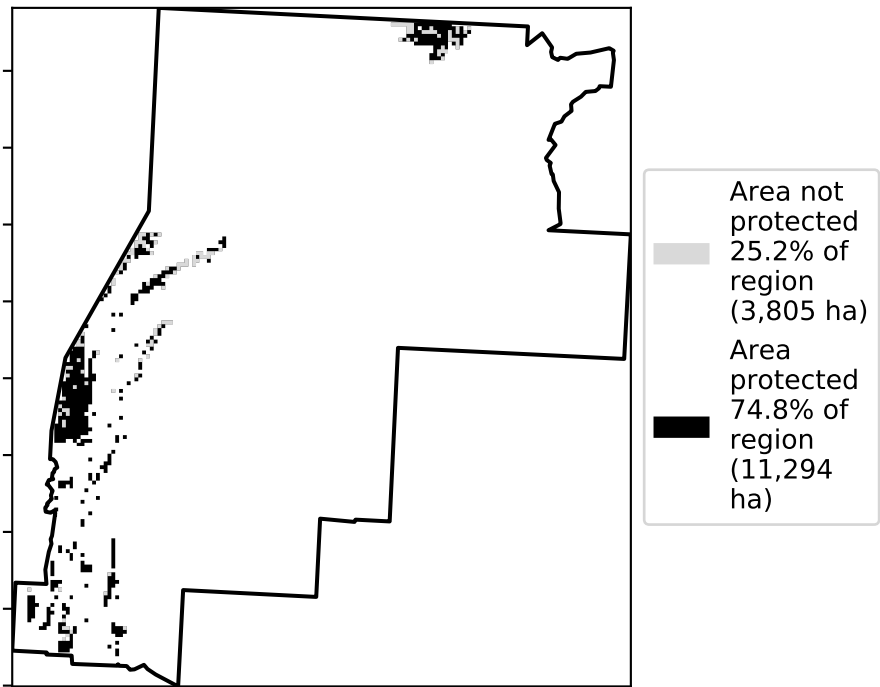 Area not
protected
25.2% of
region
(3,805 ha)
Area
protected
74.8% of
region
(11,294
ha)